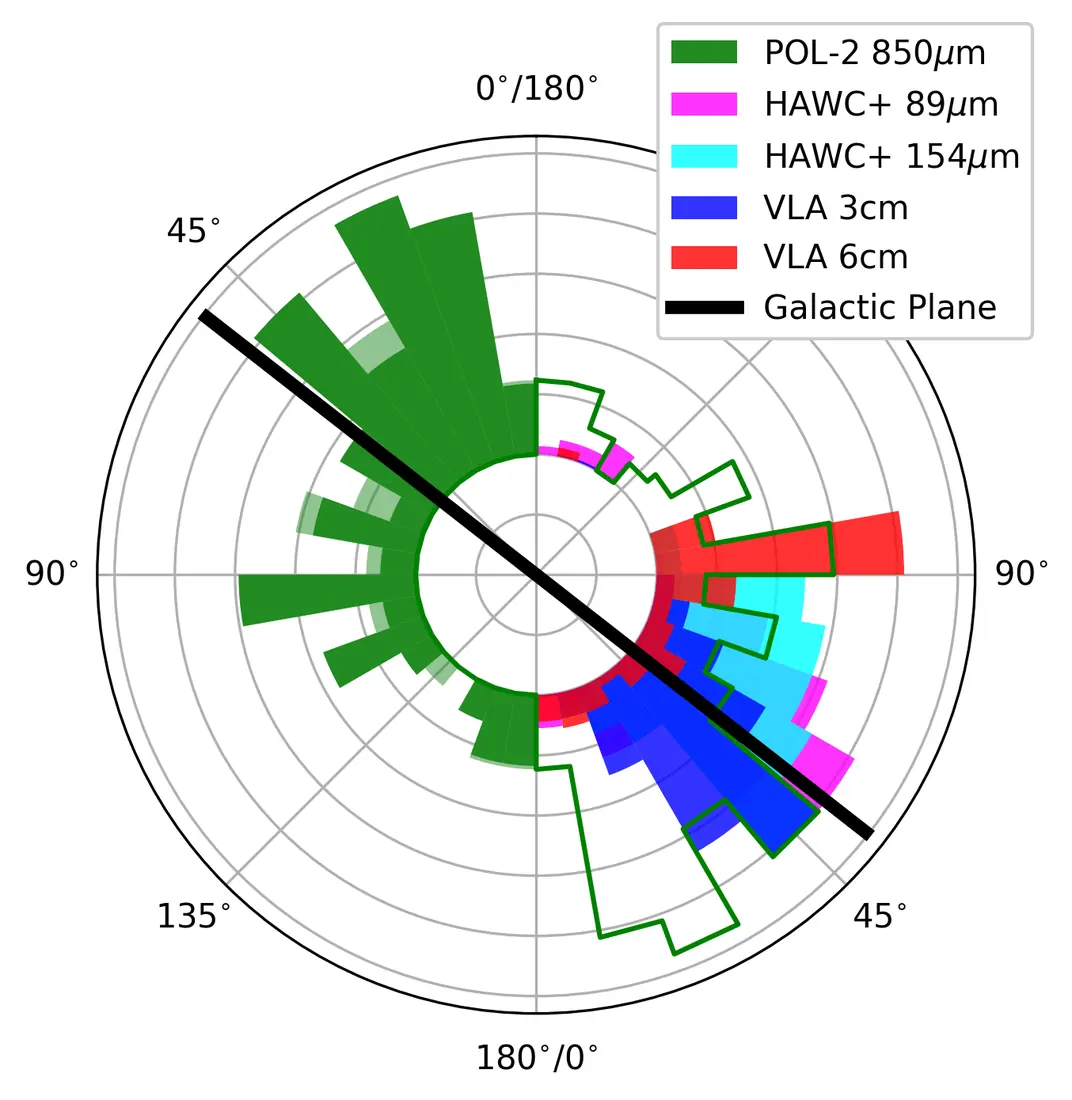 POL-2 850μm
HAWC+ 89μm
HAWC+ 154μm
VLA 3cm
VLA 6cm
Galactic Plane
0°/180°
45°
90°
90°
135°
45°
180°/0°